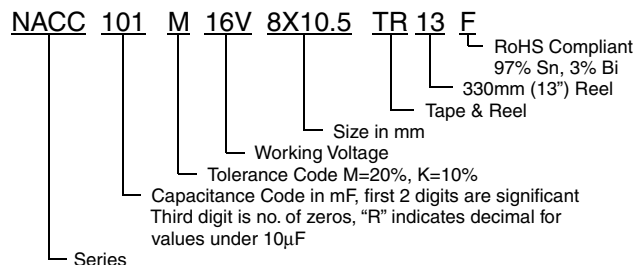 NACC 101 M 16V 8X10.5 TR 13 F
RoHS Compliant
97% Sn, 3% Bi
330mm (13”) Reel
Tape & Reel
Size in mm
Working Voltage
Tolerance Code M=20%, K=10%
Capacitance Code in mF, first 2 digits are significant
Third digit is no. of zeros, “R” indicates decimal for
values under 10μF
Series